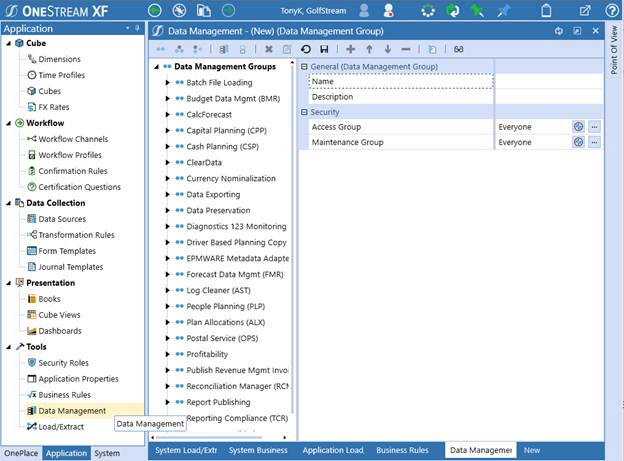 ONESTREAM XF
TonyK, GolfStream
Application
Cube
Dimensions
Time Profiles
Cubes
FX Rates
Workflow
Workflow Channels
Workflow Profiles
Confirmation Rules
Certification Questions
Data Collection
Data Sources
Transformation Rules
Form Templates
Journal Templates
Presentation
Books
Cube Views
Dashboards
Tools
Security Roles
Application Properties
Business Rules
Data Management
Load/Extract
Data Management
OnePlace
Application
System
Data Management - (New) (Data Management Group)
Data Management Groups
Batch File Loading
Budget Data Mgmt (BMR)
CalcForecast
Capital Planning (CPP)
Cash Planning (CSP)
ClearData
Currency Nominalization
Data Exporting
Data Preservation
Diagnostics 123 Monitoring
Driver Based Planning Copy
EPMWARE Metadata Adapte
Forecast Data Mgmt (FMR)
Log Cleaner (AST)
People Planning (PLP)
Plan Allocations (ALX)
Postal Service (OPS)
Profitability
Publish Revenue Mgmt Invoi
Reconciliation Manager (RCN
Report Publishing
Reporting Compliance (TCR)
General (Data Management Group)
Name
Description
Security
Access Group Everyone
Maintenance Group Everyone
System Load/Extr
System Business
Application Load
Business Rules
Data Managemen
New
Point Of View